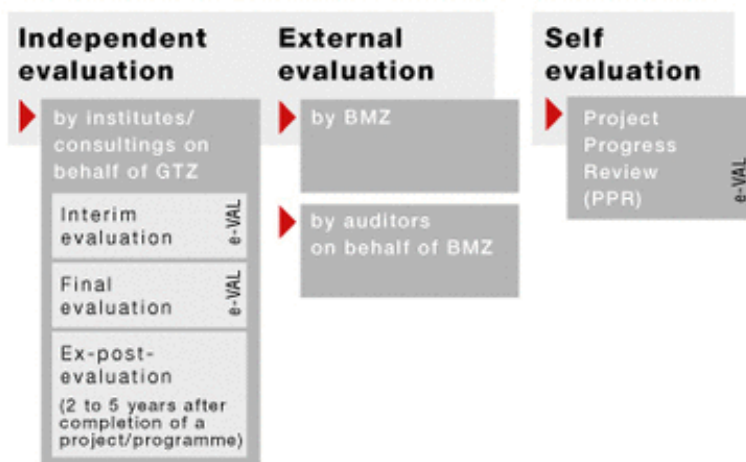 Independent
evaluation
by institutes/
consultings on
behalf of GTZ
Interim
evaluation
e-VAL
Final
evaluation
e-VAL
Ex-post-
evaluation
(2 to 5 years after
completion of a
project/programme)
External
evaluation
by BMZ
by auditors
on behalf of BMZ
Self
evaluation
Project
Progress
Review
(PPR)
e-VAL